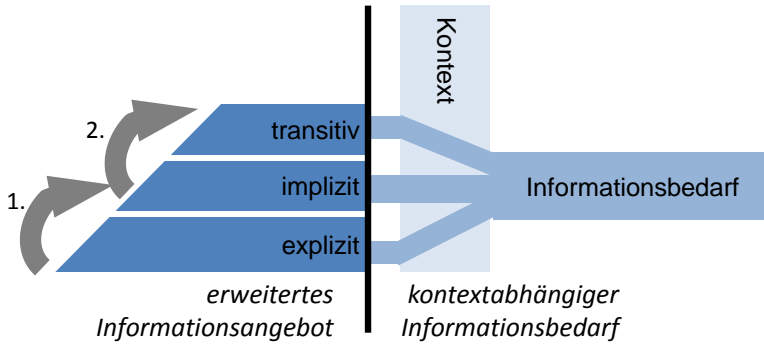 Kontext
2.
transitiv
1.
implizit
Informationsbedarf
explizit
erweitertes
Informationsangebot
kontextabhängiger
Informationsbedarf